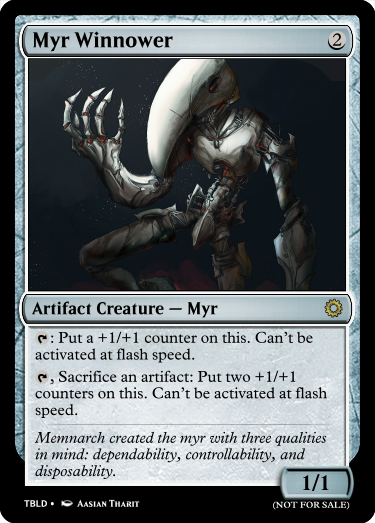 Myr Winnower 2
Artifact Creature — Myr
: Put a +1/+1 counter on this. Can't be
activated at flash speed.
, Sacrifice an artifact: Put two +1/+1
counters on this. Can't be activated at flash
speed.
Memnarch created the myr with three qualities
in mind: dependability, controllability, and
disposability.
1/1
TBLD • Aasian Tharit
(NOT FOR SALE)